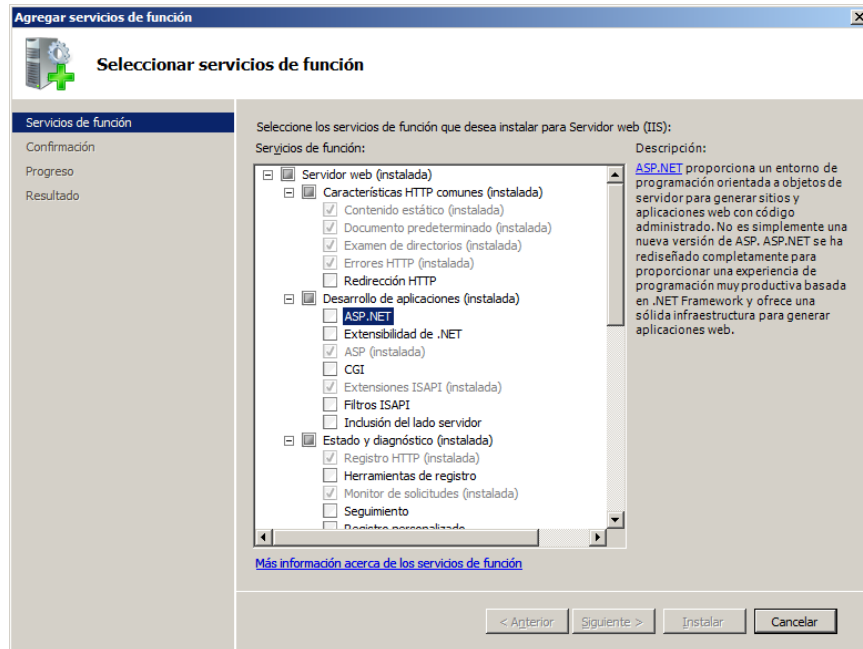 Agregar servicios de función
Seleccionar servicios de función
Servicios de función
Confirmación
Progreso
Resultado
Seleccione los servicios de función que desea instalar para Servidor web (IIS):
Servicios de función:
Servidor web (instalada)
Características HTTP comunes (instalada)
Contenido estático (instalada)
Documento predeterminado (instalada)
Examen de directorios (instalada)
Errores HTTP (instalada)
Redirección HTTP
Desarrollo de aplicaciones (instalada)
ASP.NET
Extensibilidad de .NET
ASP (instalada)
CGI
Extensiones ISAPI (instalada)
Filtros ISAPI
Inclusión del lado servidor
Estado y diagnóstico (instalada)
Registro HTTP (instalada)
Herramientas de registro
Monitor de solicitudes (instalada)
Seguimiento
Registro personalizado
Descripción:
ASP.NET proporciona un entorno de
programación orientada a objetos de
servidor para generar sitios y
aplicaciones web con código
administrado. No es simplemente una
nueva versión de ASP. ASP.NET se ha
rediseñado completamente para
proporcionar una experiencia de
programación muy productiva basada
en .NET Framework y ofrece una
sólida infraestructura para generar
aplicaciones web.
Más información acerca de los servicios de función
< Anterior
Siguiente >
Instalar
Cancelar